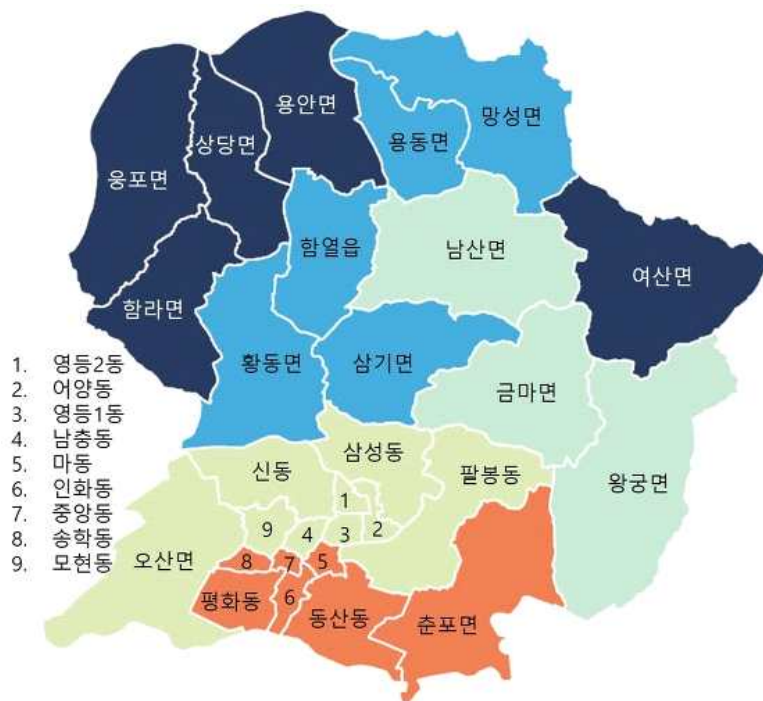 용안면
망성면
상당면
용동면
웅포면
함열읍
남산면
여산면
함라면
황동면
삼기면
금마면
1. 영등2동
2. 어양동
3. 영등1동
4. 남충동
5. 마동
6. 인화동
7. 중앙동
8. 송학동
9. 모현동
삼성동
신동
팔봉동
왕궁면
1
9
4
3
2
오산면
8
7
5
평화동
6
동산동
춘포면